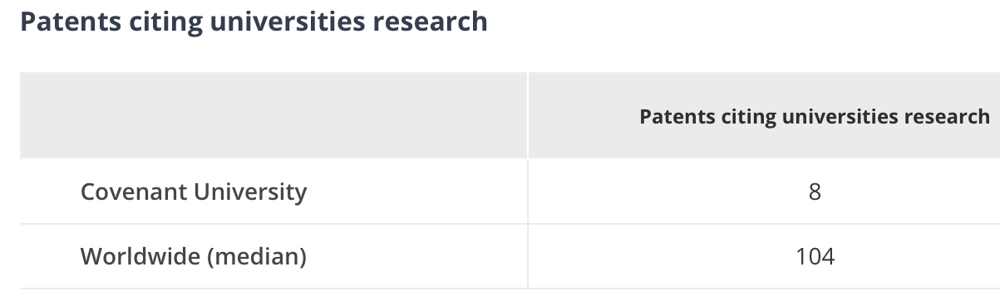 Patents citing universities research
Patents citing universities research
Covenant University 8
Worldwide (median) 104